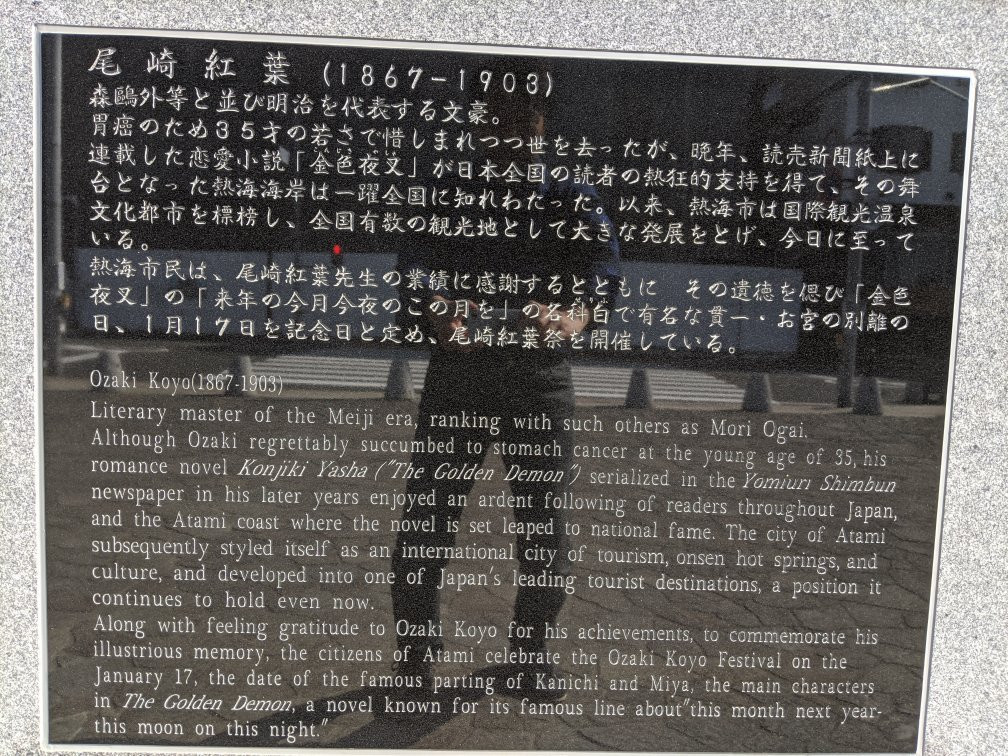 尾崎紅葉 (1867-1903)
森鷗外等と並び明治を代表する文豪。
胃癌のため35才の若さで惜しまれつつ世を去ったが、晩年、読売新聞紙上に
連載した恋愛小説「金色夜叉」が日本全国の読者の熱狂的支持を得て、その舞
台となった熱海海岸は一躍全国に知れわたった。以来、熱海市は国際観光温泉
文化都市を標榜し、全国有数の観光地として大きな発展をとげ、今日に至って
いる。
熱海市民は、尾崎紅葉先生の業績に感謝するとともに その遺徳を偲び「金色
夜叉」の「来年の今月今夜のこの月を」の名科白で有名な貫一・お宮の別離の
日、1月17日を記念日と定め、尾崎紅葉祭を開催している。
Ozaki Koyo(1867-1903)
Literary master of the Meiji era, ranking with such others as Mori Ogai.
Although Ozaki regrettably succumbed to stomach cancer at the young age of 35, his
romance novel Konjiki Yasha ("The Golden Demon") serialized in the Yomiuri Shimbun
newspaper in his later years enjoyed an ardent following of readers throughout Japan,
and the Atami coast where the novel is set leaped to national fame. The city of Atami
subsequently styled itself as an international city of tourism, onsen hot springs, and
culture, and developed into one of Japan's leading tourist destinations, a position it
continues to hold even now.
Along with feeling gratitude to Ozaki Koyo for his achievements, to commemorate his
illustrious memory, the citizens of Atami celebrate the Ozaki Koyo Festival on the
January 17, the date of the famous parting of Kanichi and Miya, the main characters
in The Golden Demon, a novel known for its famous line about"this month next year-
this moon on this night."